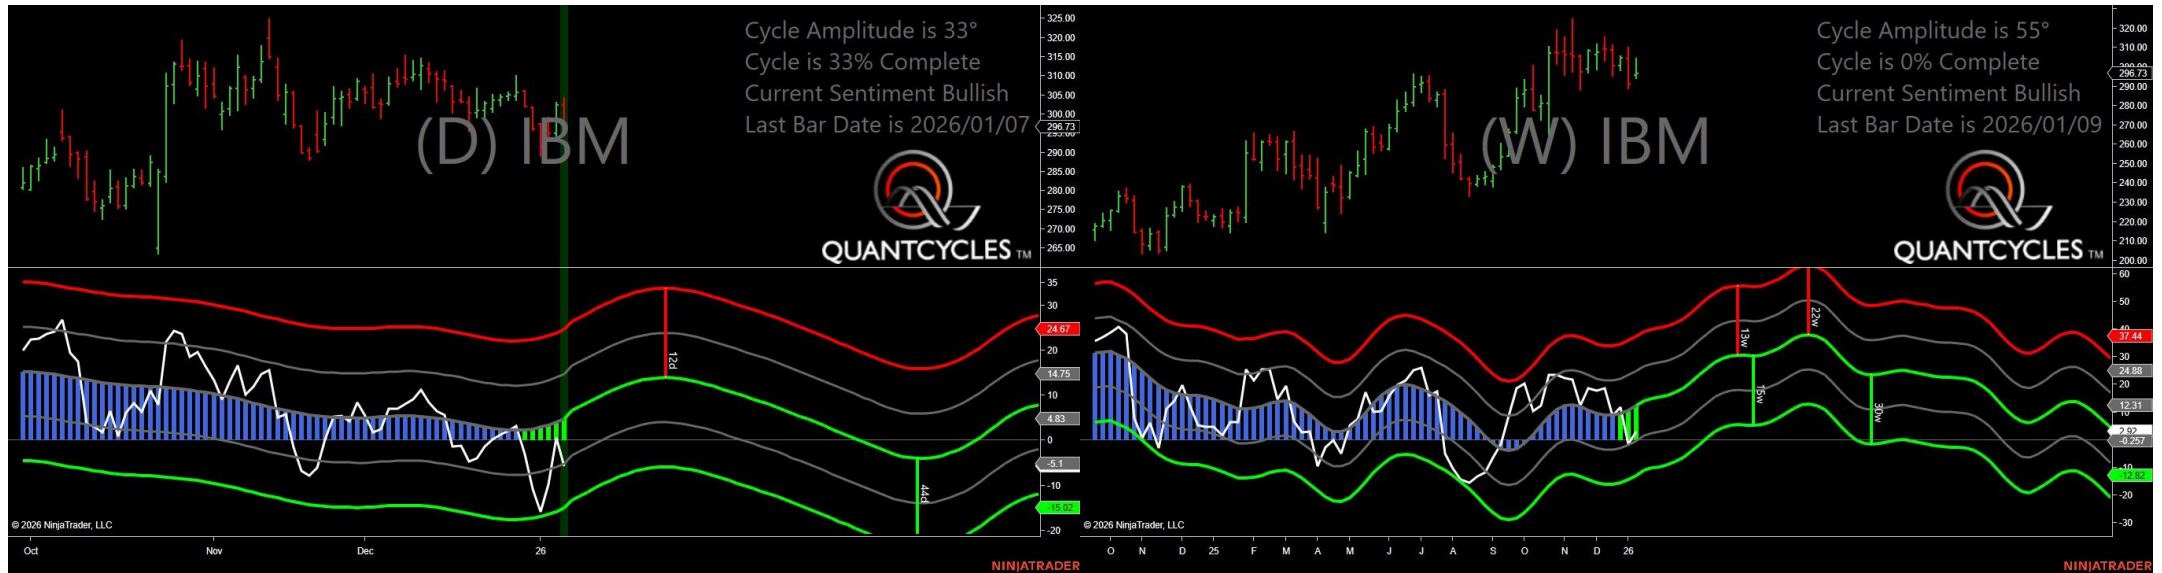 Cycle Amplitude is 33°
Cycle is 33% Complete
Current Sentiment Bullish
Last Bar Date is 2026/01/07
(D) IBM
QUANTCYCLES TM
325.00
320.00
315.00
310.00
305.00
300.00
296.73
290.00
285.00
280.00
275.00
270.00
265.00
35
30
24.67
20
14.75
10
4.83
0
-5.1
-10
-15.02
-20
12d
44d
© 2026 NinjaTrader, LLC
Oct Nov Dec 26
NINJATRADER
Cycle Amplitude is 55°
Cycle is 0% Complete
Current Sentiment Bullish
Last Bar Date is 2026/01/09
(W) IBM
QUANTCYCLES TM
320.00
310.00
296.73
290.00
280.00
270.00
260.00
250.00
240.00
230.00
220.00
210.00
200.00
60
50
37.44
30
24.88
20
12.31
2.92
-0.257
-12.82
-20
-30
13w
22w
15w
30w
© 2026 NinjaTrader, LLC
O N D 25 F M A M J J A S O N D 26
NINJATRADER